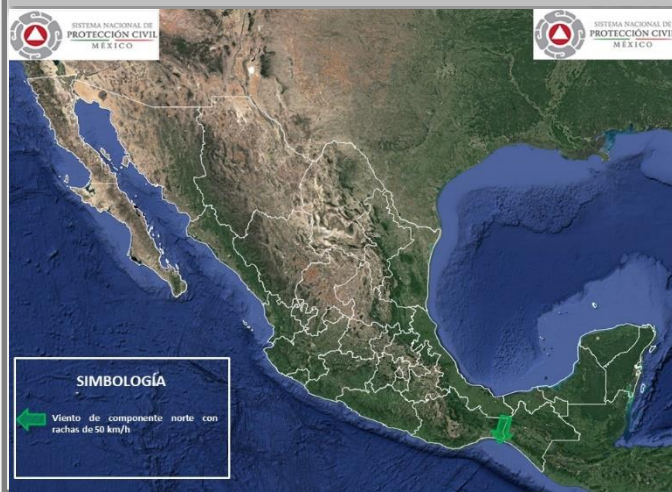 SISTEMA NACIONAL DE
PROTECCIÓN CIVIL
MÉXICO
SISTEMA NACIONAL DE
PROTECCIÓN CIVIL
MÉXICO
SIMBOLOGÍA
Viento de componente norte con
rachas de 50 km/h